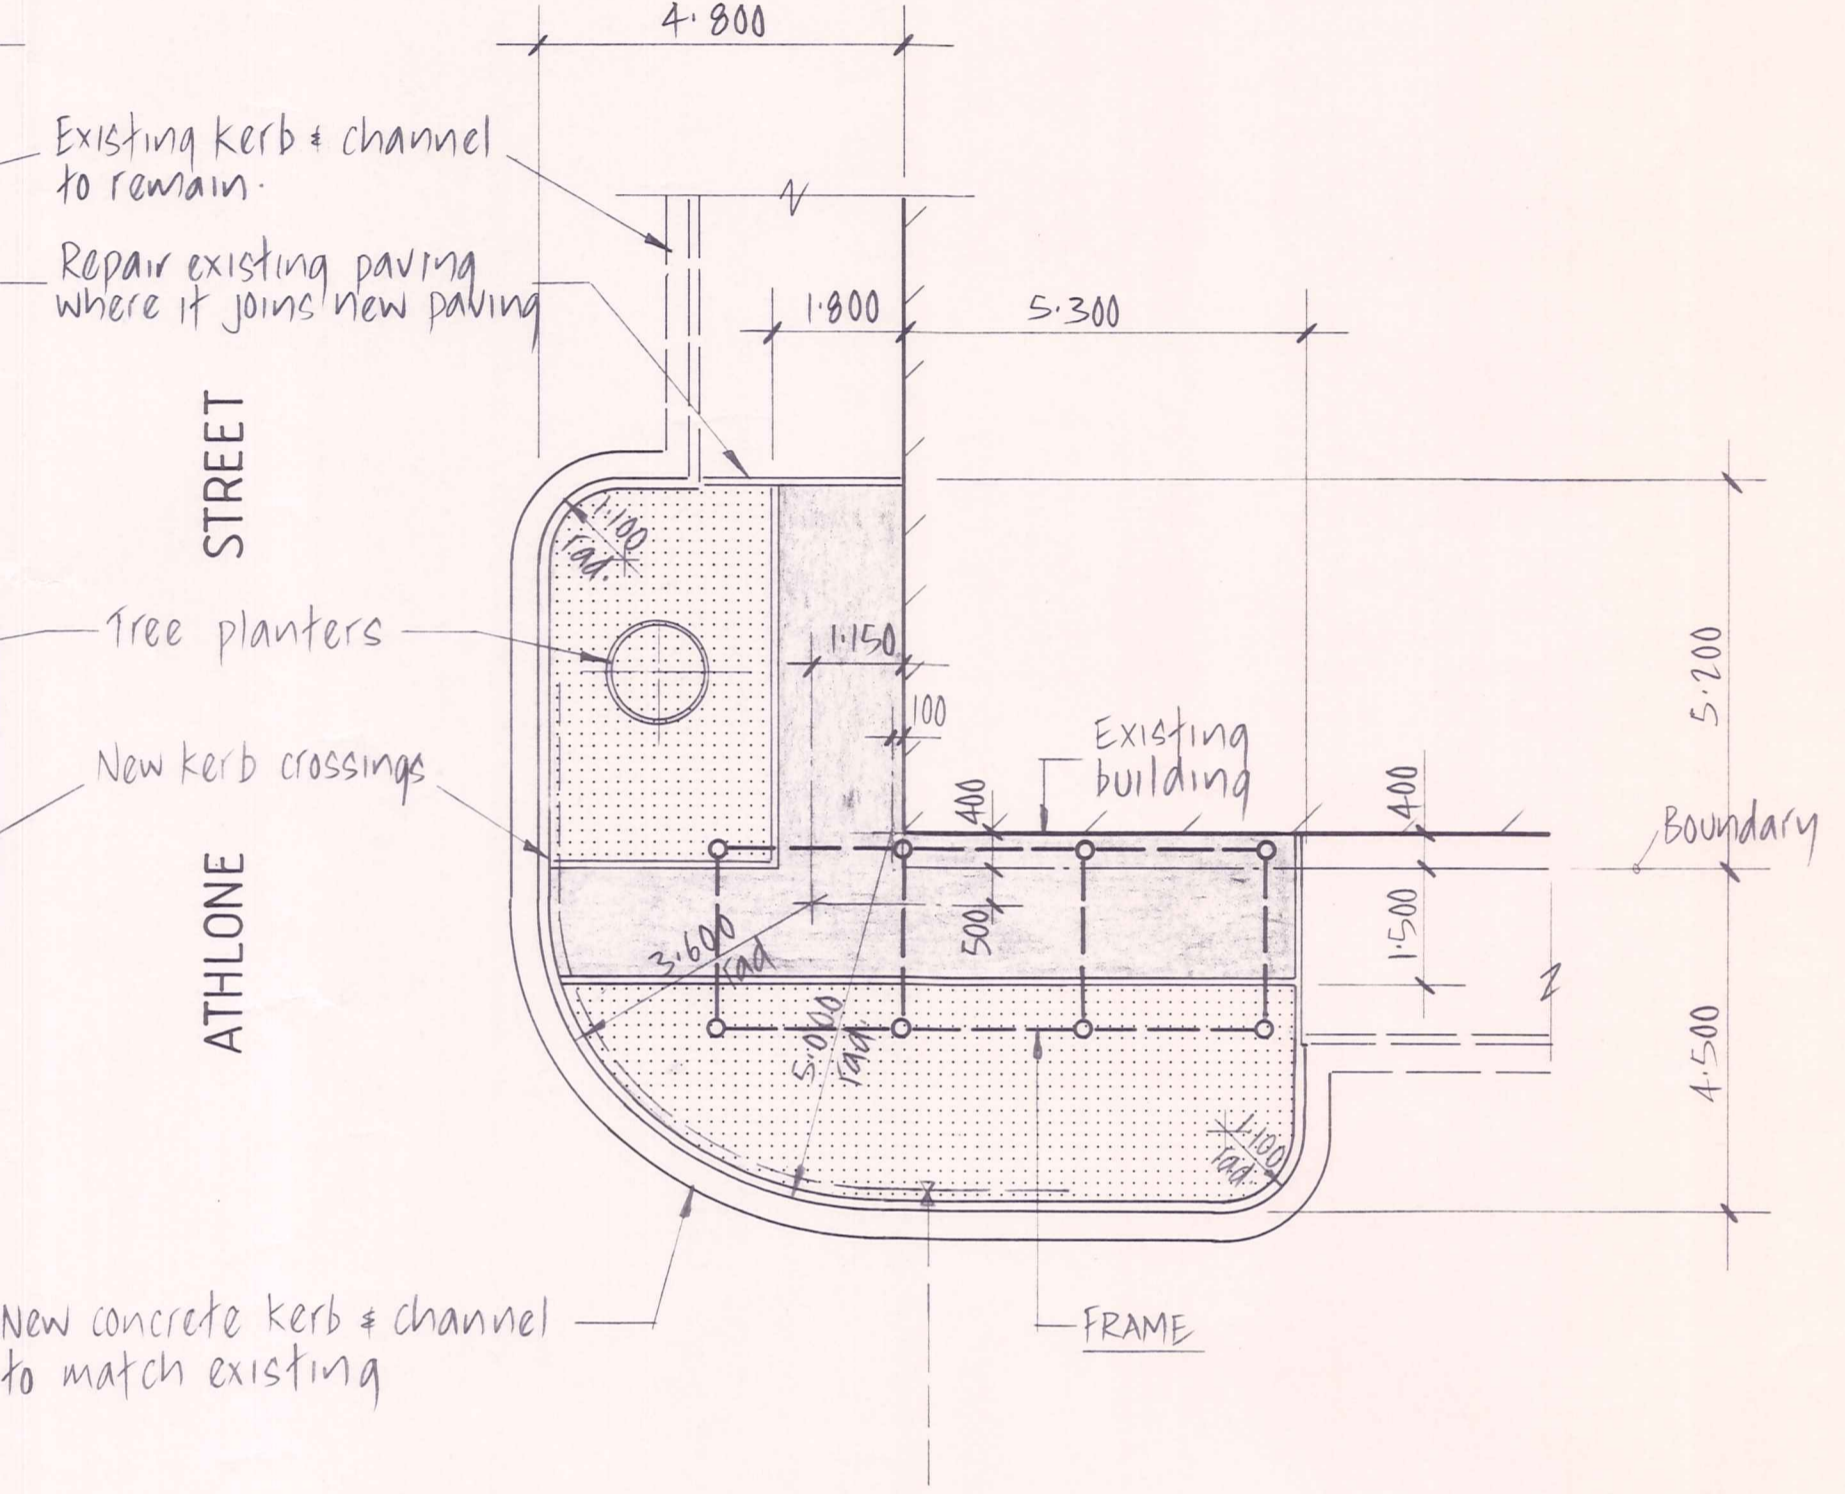 4.800
Existing kerb & channel
to remain.
Repair existing paving
where it joins new paving
1.800
5.300
STREET
1.100
rad.
Tree planters
1.150
100
5.200
New kerb crossings
Existing
building
400
400
Boundary
ATHLONE
3.600
rad
500
1.500
5.000
rad.
4.500
1.100
rad
New concrete kerb & channel
to match existing
FRAME